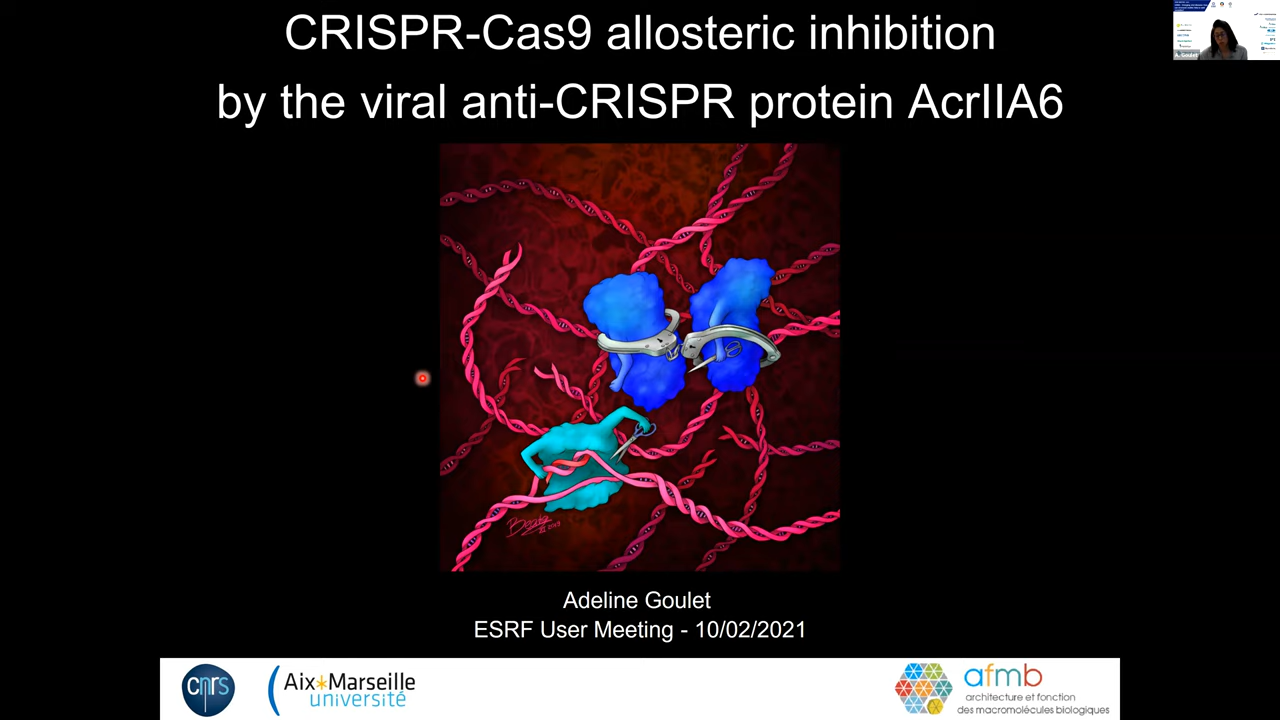 CRISPR-Cas9 allosteric inhibition
by the viral anti-CRISPR protein AcrIIA6
A. Goulet
Adeline Goulet
ESRF User Meeting - 10/02/2021
cnrs
Aix*Marseille
université
afmb
architecture et fonction
des macromolécules biologiques